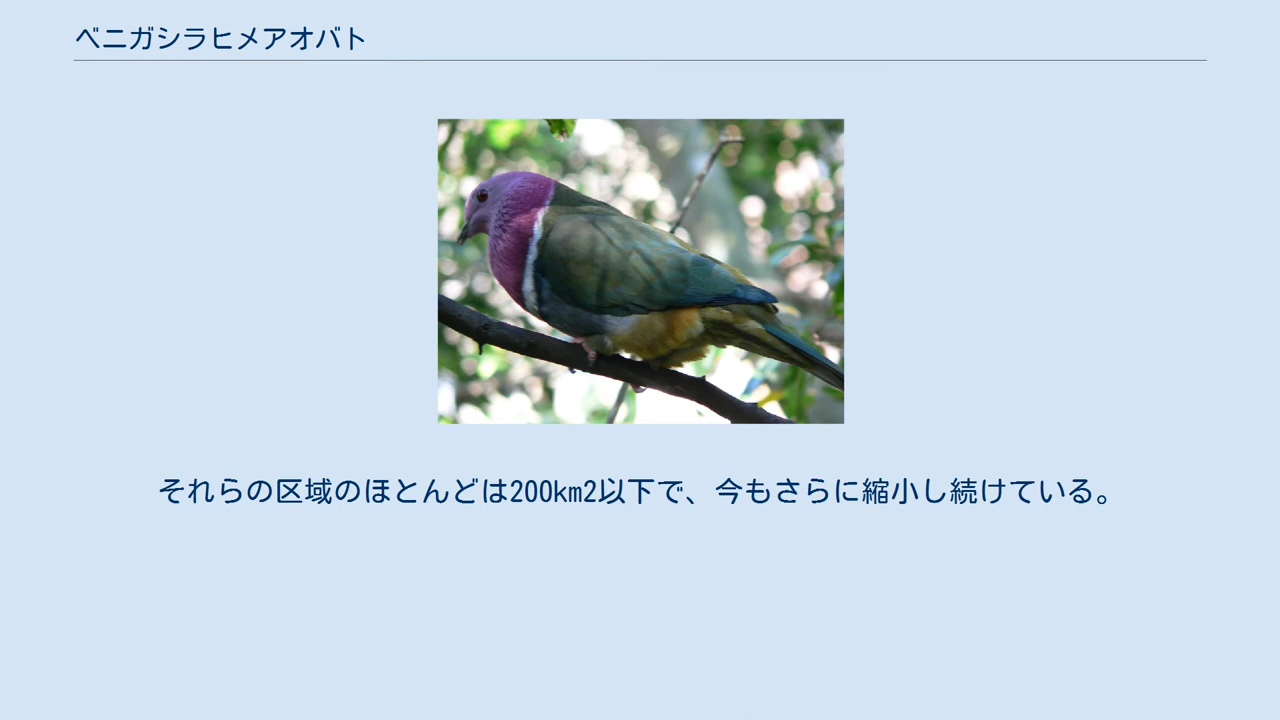 ベニガシラヒメアオバト
それらの区域のほとんどは200km2以下で、今もさらに縮小し続けている。